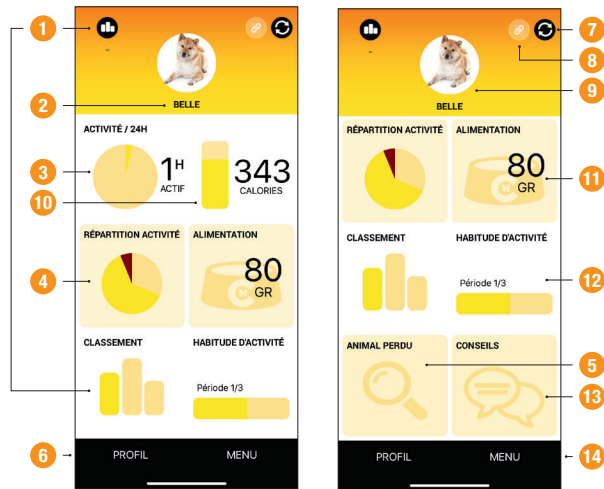 1
2
3
10
4
6
BELLE
ACTIVITÉ / 24H
1H
ACTIF
343
CALORIES
RÉPARTITION ACTIVITÉ
ALIMENTATION
80
GR
CLASSEMENT
HABITUDE D'ACTIVITÉ
Période 1/3
PROFIL
MENU
BELLE
RÉPARTITION ACTIVITÉ
ALIMENTATION
80
GR
CLASSEMENT
HABITUDE D'ACTIVITÉ
Période 1/3
ANIMAL PERDU
CONSEILS
PROFIL
MENU
7
8
9
11
12
5
13
14